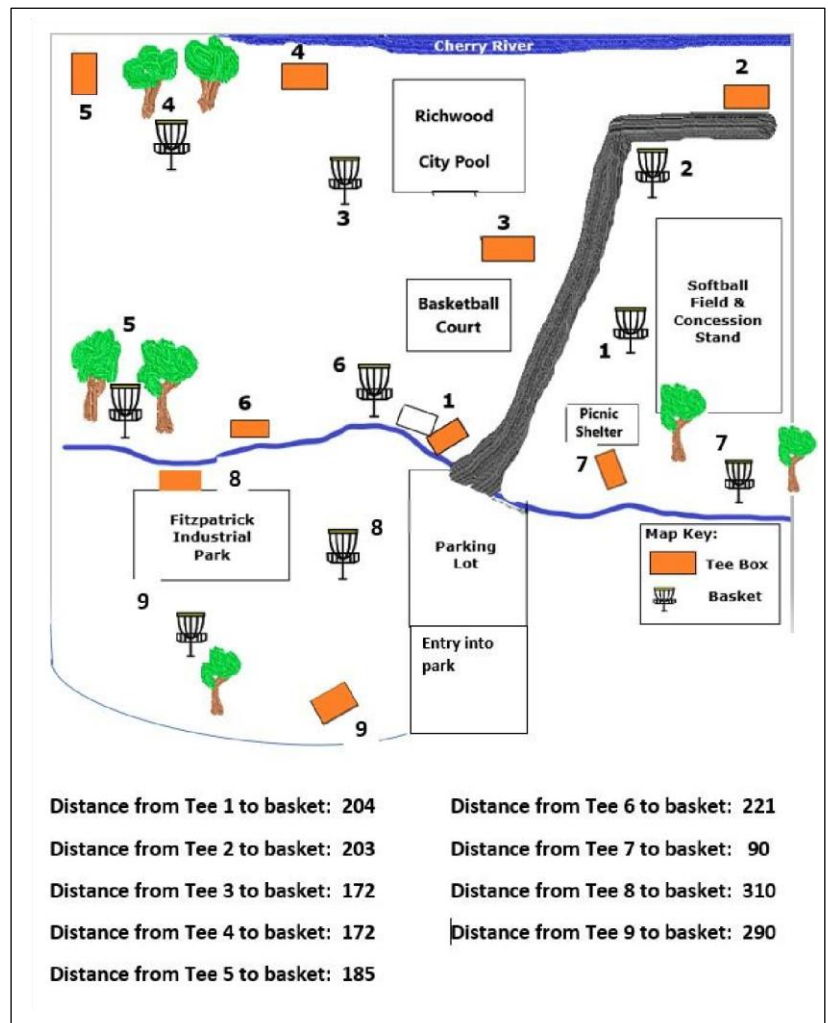 Cherry River
4
2
5
4
Richwood
City Pool
2
3
3
Softball
Field &
Concession
Stand
Basketball
Court
1
5
6
6
1
Picnic
Shelter
7
7
8
Fitzpatrick
Industrial
Park
8
Parking
Lot
Map Key:
Tee Box
Basket
9
Entry into
park
9
Distance from Tee 1 to basket: 204
Distance from Tee 2 to basket: 203
Distance from Tee 3 to basket: 172
Distance from Tee 4 to basket: 172
Distance from Tee 5 to basket: 185
Distance from Tee 6 to basket: 221
Distance from Tee 7 to basket: 90
Distance from Tee 8 to basket: 310
Distance from Tee 9 to basket: 290